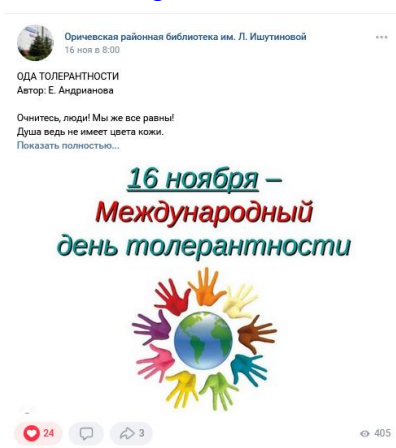 Оричевская районная библиотека им. Л. Ишутиновой
16 ноя в 8:00
ОДА ТОЛЕРАНТНОСТИ
Автор: Е. Андрианова
Очнитесь, люди! Мы же все равны!
Душа ведь не имеет цвета кожи.
Показать полностью...
16 ноября –
Международный
день толерантности
24
3
405